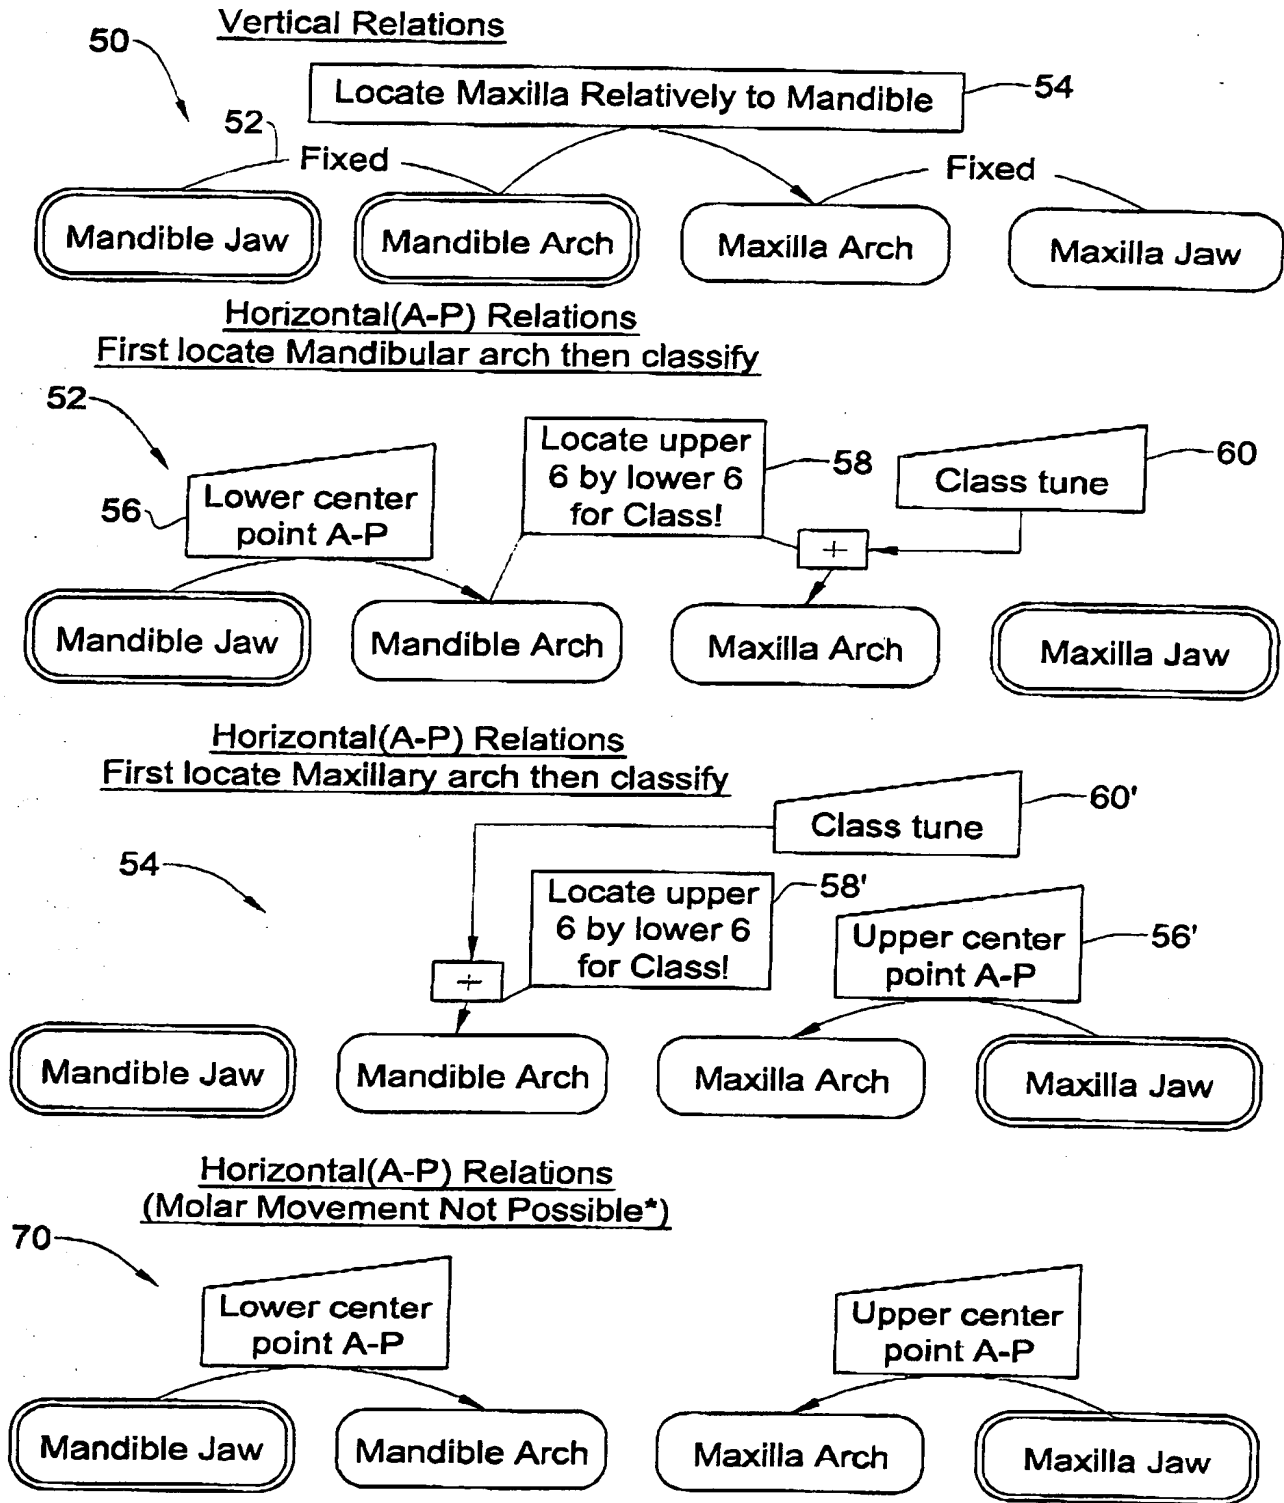 Vertical Relations
50
Locate Maxilla Relatively to Mandible
54
52
Fixed
Fixed
Mandible Jaw
Mandible Arch
Maxilla Arch
Maxilla Jaw
Horizontal(A-P) Relations
First locate Mandibular arch then classify
52
Lower center
point A-P
56
Locate upper
6 by lower 6
for Class!
58
Class tune
60
+
Mandible Jaw
Mandible Arch
Maxilla Arch
Maxilla Jaw
Horizontal(A-P) Relations
First locate Maxillary arch then classify
Class tune
60'
54
Locate upper
6 by lower 6
for Class!
58'
Upper center
point A-P
56'
+
Mandible Jaw
Mandible Arch
Maxilla Arch
Maxilla Jaw
Horizontal(A-P) Relations
(Molar Movement Not Possible*)
70
Lower center
point A-P
Upper center
point A-P
Mandible Jaw
Mandible Arch
Maxilla Arch
Maxilla Jaw